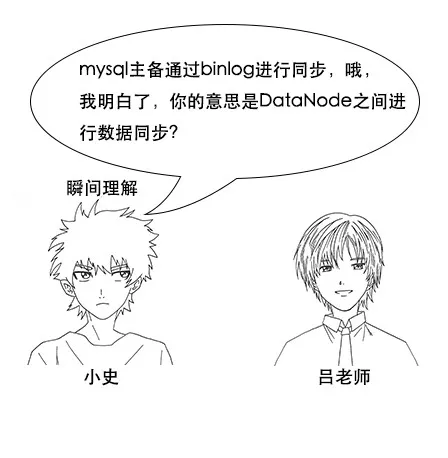 mysql主备通过binlog进行同步，哦，
我明白了，你的意思是DataNode之间进
行数据同步？
瞬间理解
小史
吕老师